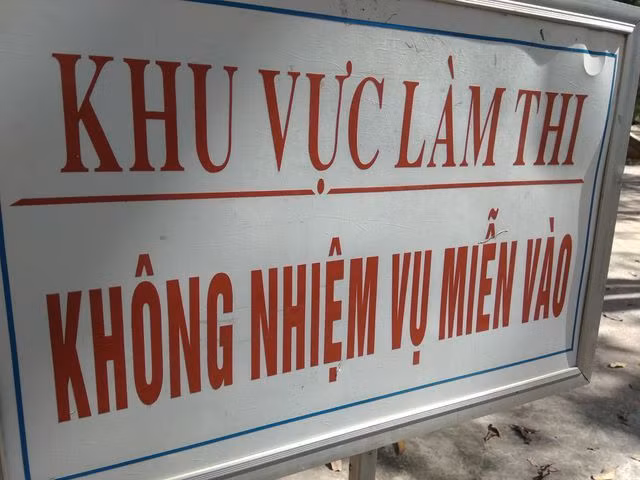 KHU VỰC LÀM THI
KHÔNG NHIỆM VỤ MIỄN VÀO